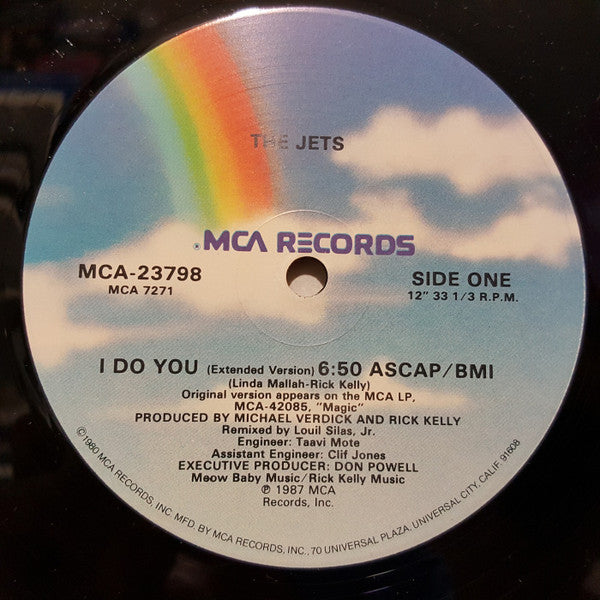 THE JETS
® MCA RECORDS
MCA-23798
MCA 7271
SIDE ONE
12" 33 1/3 R.P.M.
I DO YOU (Extended Version) 6:50 ASCAP/BMI
(Linda Mallah-Rick Kelly)
Original version appears on the MCA LP,
MCA-42085, "Magic"
PRODUCED BY MICHAEL VERDICK AND RICK KELLY
Remixed by Louil Silas, Jr.
Engineer: Taavi Mote
Assistant Engineer: Clif Jones
EXECUTIVE PRODUCER: DON POWELL
Meow Baby Music/Rick Kelly Music
℗ 1987 MCA
Records, Inc.
©1980 MCA RECORDS, INC. MFD. BY MCA RECORDS, INC., 70 UNIVERSAL PLAZA, UNIVERSAL CITY, CALIF. 91608